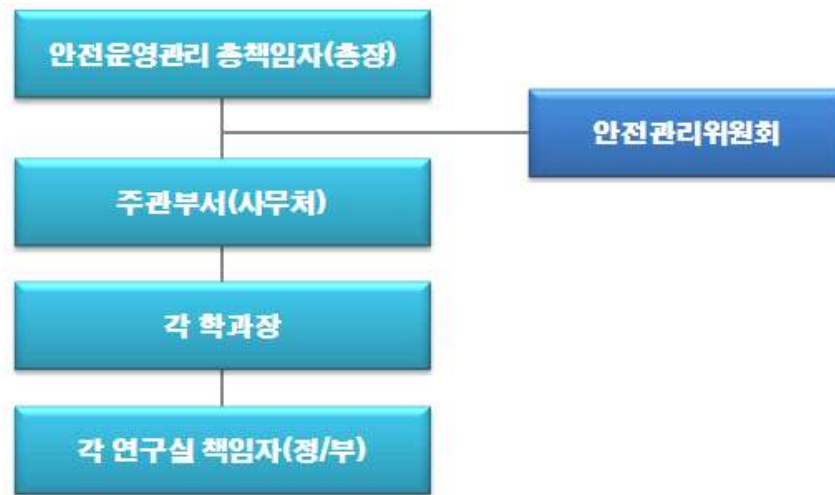 안전운영관리 총책임자(총장)
안전관리위원회
주관부서(사무처)
각 학과장
각 연구실 책임자(정/부)